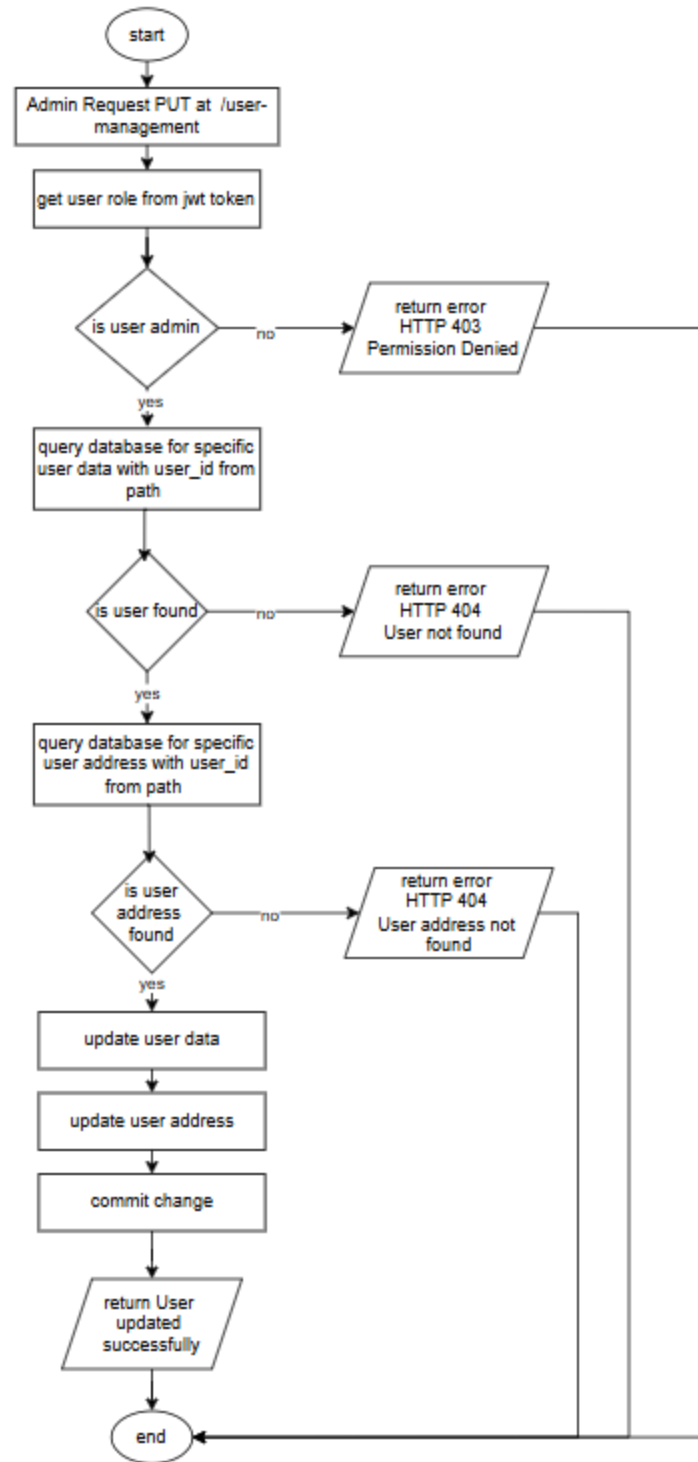 start
Admin Request PUT at /user-
management
get user role from jwt token
is user admin
no
return error
HTTP 403
Permission Denied
yes
query database for specific
user data with user_id from
path
is user found
no
return error
HTTP 404
User not found
yes
query database for specific
user address with user_id
from path
is user
address
found
no
return error
HTTP 404
User address not
found
yes
update user data
update user address
commit change
return User
updated
successfully
end